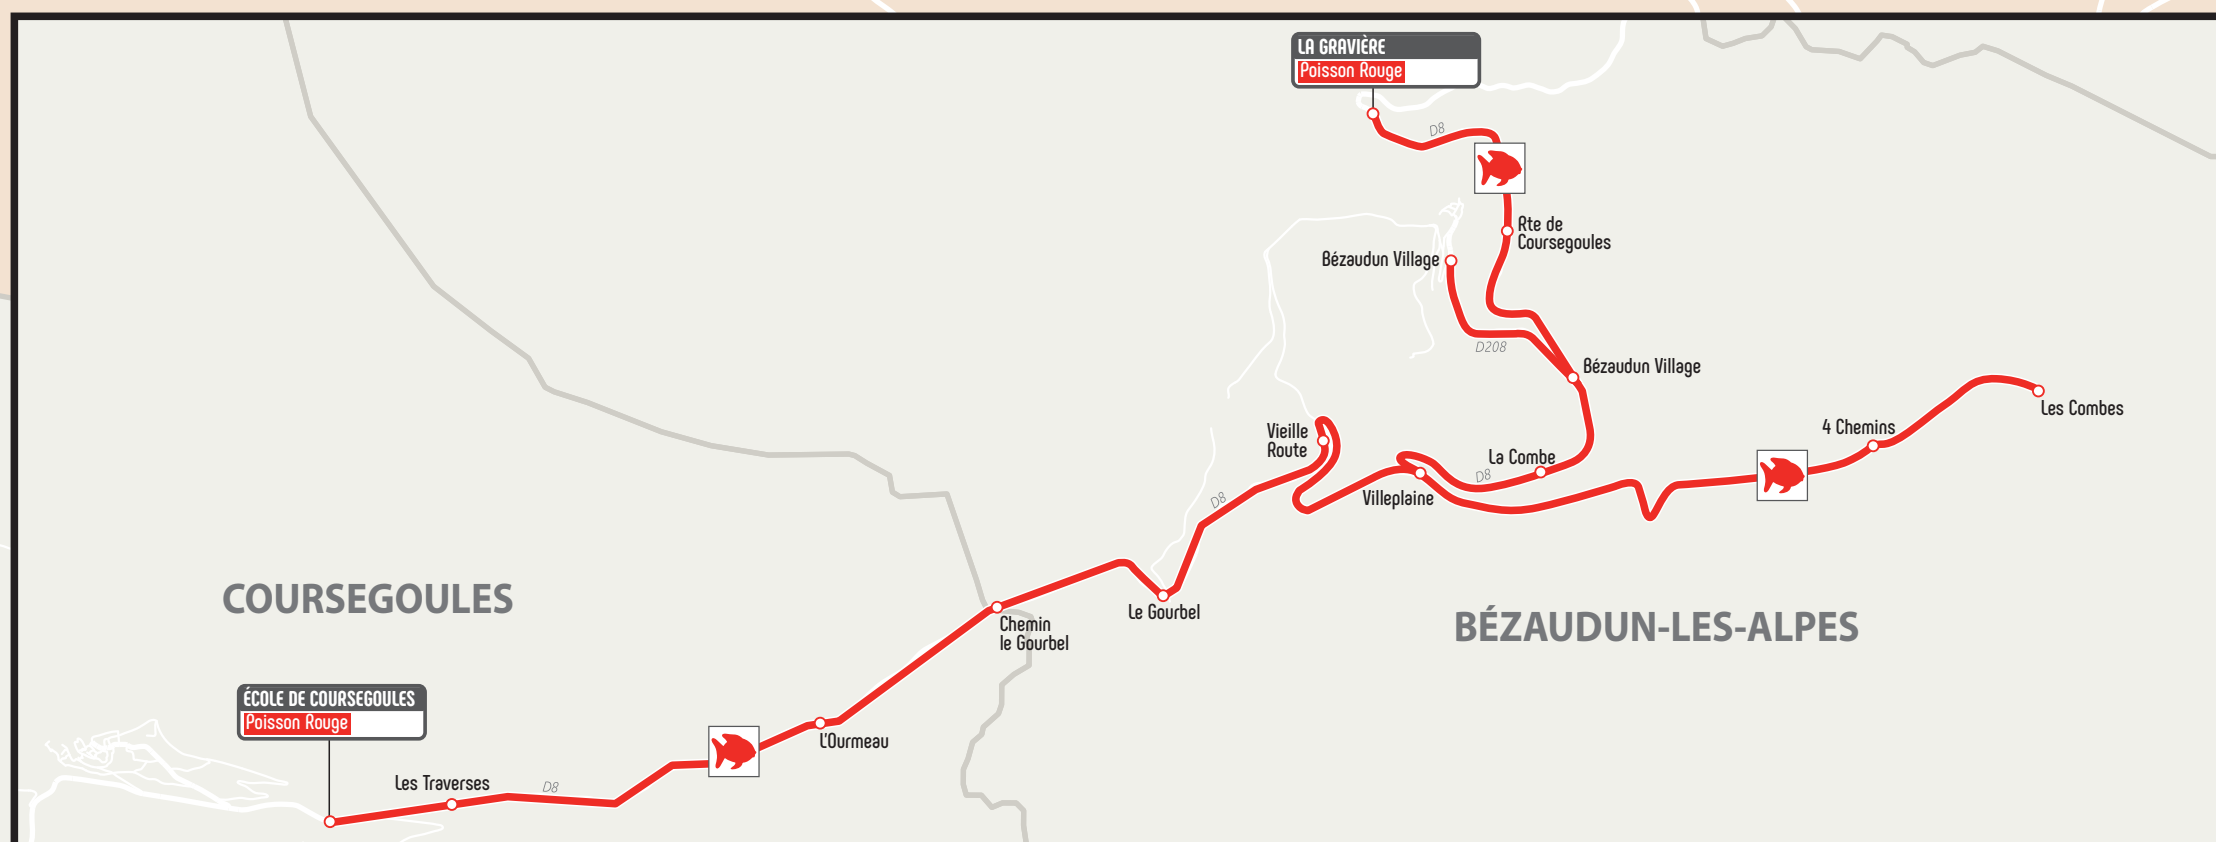 LA GRAVIÈRE
Poisson Rouge
D8
Rte de
Coursegoules
Bézaudun Village
D208
Bézaudun Village
Les Combes
4 Chemins
Vieille
Route
La Combe
D8
Villeplaine
D8
COURSEGOULES
Le Gourbel
BÉZAUDUN-LES-ALPES
Chemin
le Gourbel
ÉCOLE DE COURSEGOULES
Poisson Rouge
L'Ourmeau
Les Traverses
D8